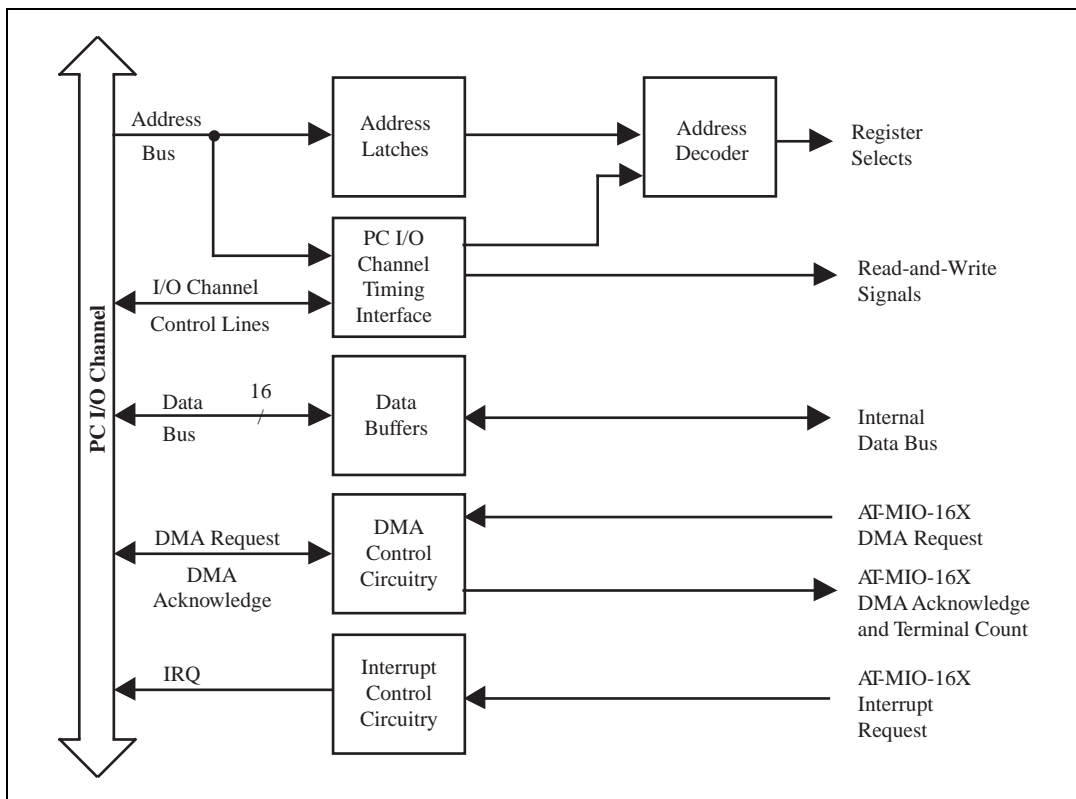 PC I/O Channel
Address
Bus
Address
Latches
Address
Decoder
Register
Selects
I/O Channel
Control Lines
PC I/O
Channel
Timing
Interface
Read-and-Write
Signals
Data
Bus
16
/
Data
Buffers
Internal
Data Bus
DMA Request
DMA
Acknowledge
DMA
Control
Circuitry
AT-MIO-16X
DMA Request
AT-MIO-16X
DMA Acknowledge
and Terminal Count
IRQ
Interrupt
Control
Circuitry
AT-MIO-16X
Interrupt
Request